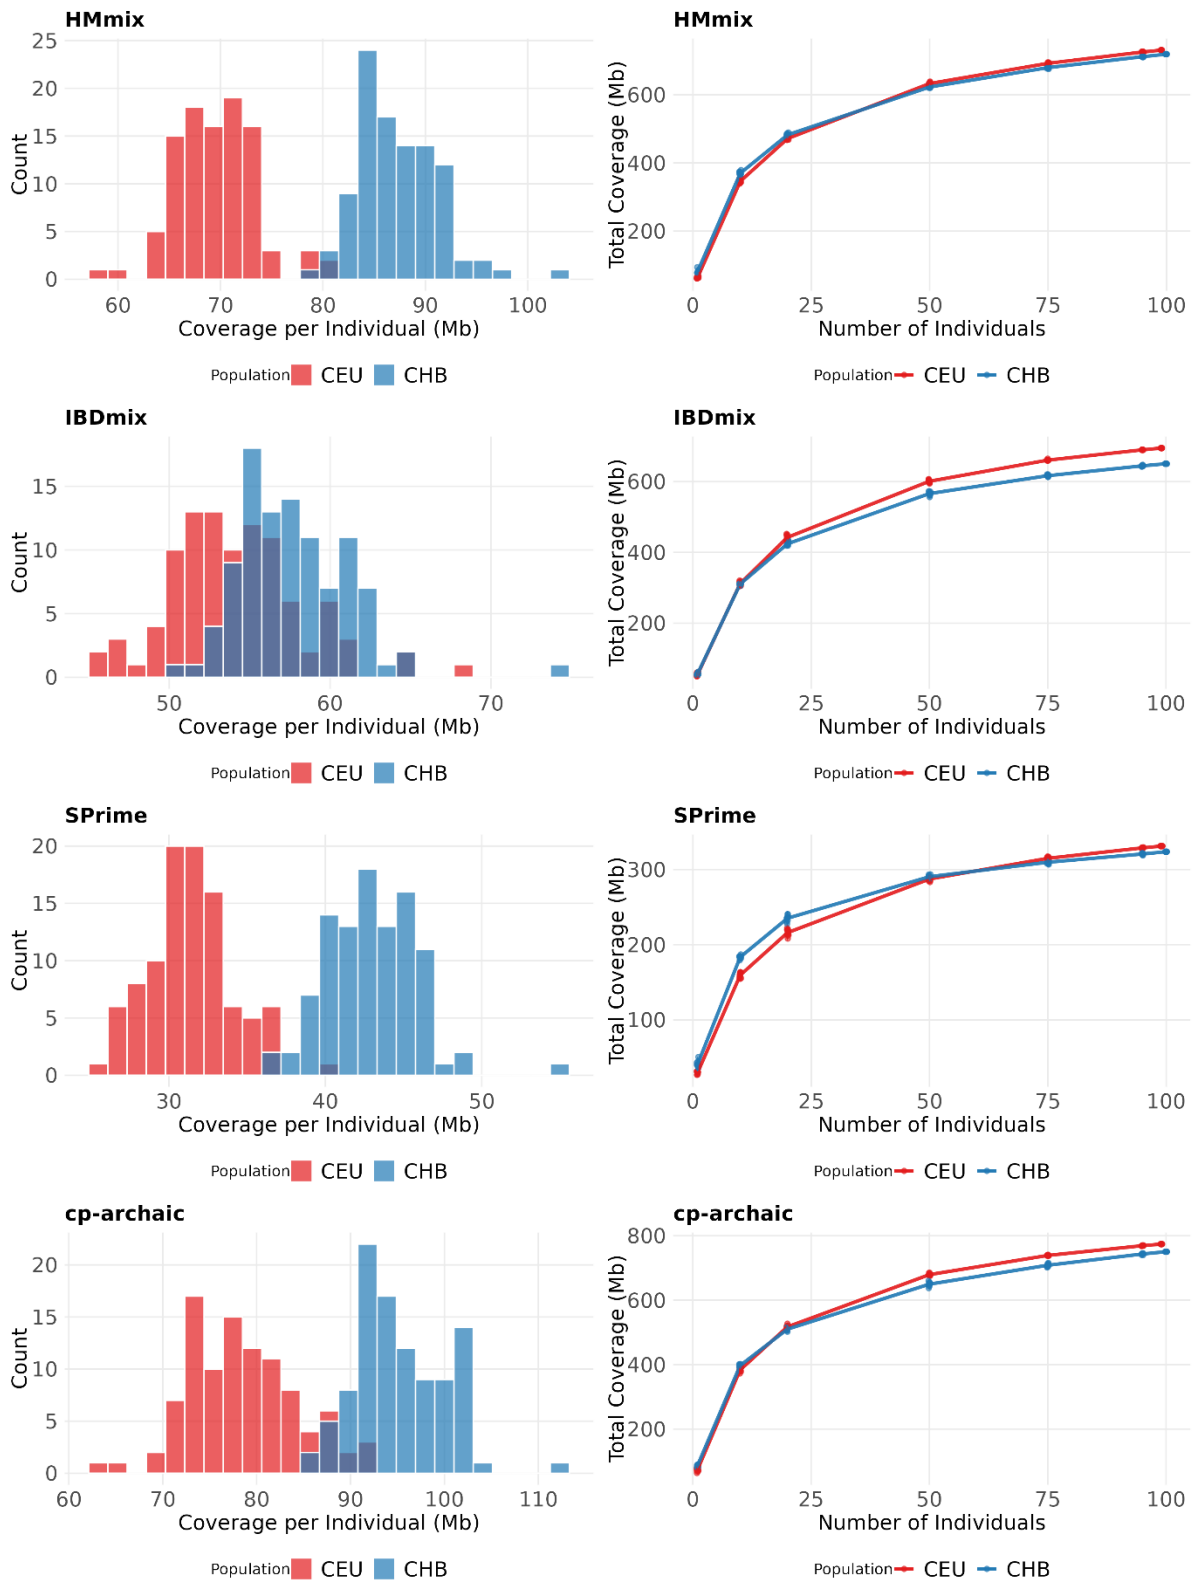 HMmix
25
20
15
10
5
0
Count
60 70 80 90 100
Coverage per Individual (Mb)
Population CEU CHB
HMmix
600
400
200
Total Coverage (Mb)
0 25 50 75 100
Number of Individuals
Population CEU CHB
IBDmix
15
10
5
0
Count
50 60 70
Coverage per Individual (Mb)
Population CEU CHB
IBDmix
600
400
200
Total Coverage (Mb)
0 25 50 75 100
Number of Individuals
Population CEU CHB
SPrime
20
15
10
5
0
Count
30 40 50
Coverage per Individual (Mb)
Population CEU CHB
SPrime
300
200
100
Total Coverage (Mb)
0 25 50 75 100
Number of Individuals
Population CEU CHB
cp-archaic
20
15
10
5
0
Count
60 70 80 90 100 110
Coverage per Individual (Mb)
Population CEU CHB
cp-archaic
800
600
400
200
Total Coverage (Mb)
0 25 50 75 100
Number of Individuals
Population CEU CHB